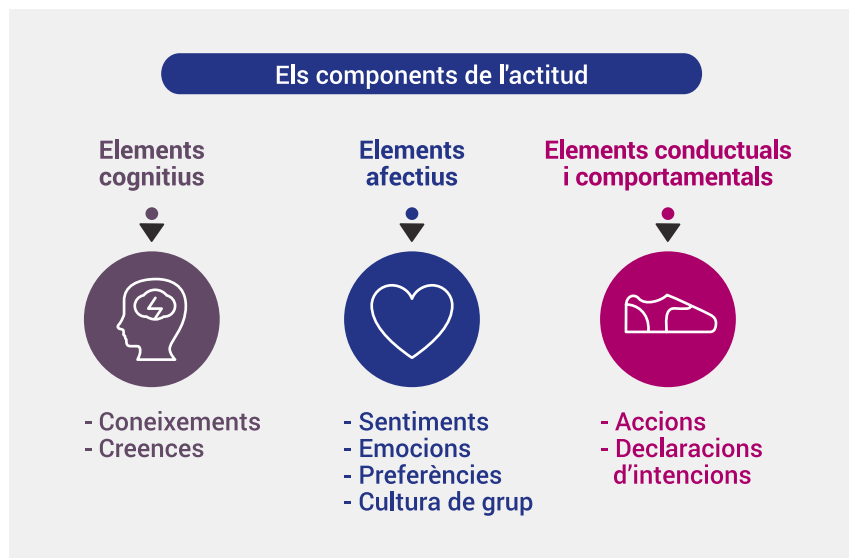 Els components de l'actitud
Elements
cognitius
- Coneixements
- Creences
Elements
afectius
- Sentiments
- Emocions
- Preferències
- Cultura de grup
Elements conductuals
i comportamentals
- Accions
- Declaracions
d’intencions